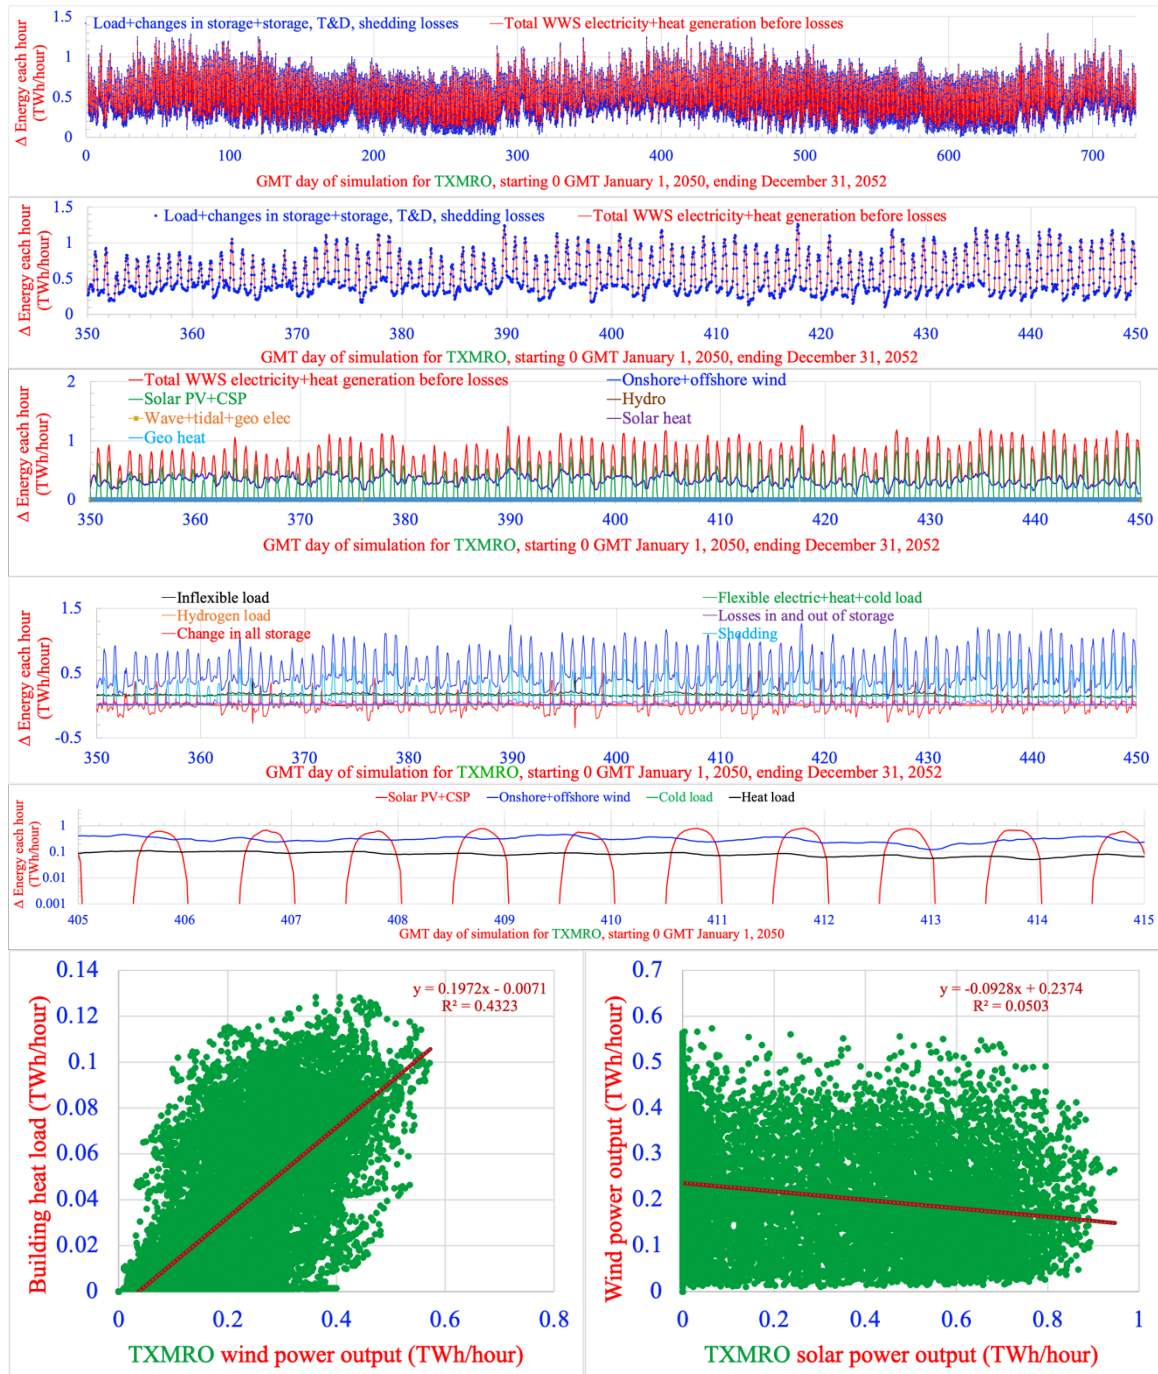 1.5
Load+changes in storage+storage, T&D, shedding losses
—Total WWS electricity+heat generation before losses
1
0.5
0
Δ Energy each hour
(TWh/hour)
0 100 200 300 400 500 600 700
GMT day of simulation for TXMRO, starting 0 GMT January 1, 2050, ending December 31, 2052
1.5
Load+changes in storage+storage, T&D, shedding losses
—Total WWS electricity+heat generation before losses
1
0.5
0
Δ Energy each hour
(TWh/hour)
350 360 370 380 390 400 410 420 430 440 450
GMT day of simulation for TXMRO, starting 0 GMT January 1, 2050, ending December 31, 2052
2
—Total WWS electricity+heat generation before losses
—Onshore+offshore wind
—Solar PV+CSP
—Hydro
Wave+tidal+geo elec
—Solar heat
—Geo heat
1
0
Δ Energy each hour
(TWh/hour)
350 360 370 380 390 400 410 420 430 440 450
GMT day of simulation for TXMRO, starting 0 GMT January 1, 2050, ending December 31, 2052
—Inflexible load
—Flexible electric+heat+cold load
—Hydrogen load
—Losses in and out of storage
—Change in all storage
—Shedding
1.5
0.5
-0.5
Δ Energy each hour
(TWh/hour)
350 360 370 380 390 400 410 420 430 440 450
GMT day of simulation for TXMRO, starting 0 GMT January 1, 2050, ending December 31, 2052
—Solar PV+CSP —Onshore+offshore wind —Cold load —Heat load
1
0.1
0.01
0.001
Δ Energy each hour
(TWh/hour)
405 406 407 408 409 410 411 412 413 414 415
GMT day of simulation for TXMRO, starting 0 GMT January 1, 2050
0.14
0.12
0.1
0.08
0.06
0.04
0.02
0
Building heat load (TWh/hour)
y = 0.1972x - 0.0071
R² = 0.4323
0 0.2 0.4 0.6 0.8
TXMRO wind power output (TWh/hour)
0.7
0.6
0.5
0.4
0.3
0.2
0.1
0
Wind power output (TWh/hour)
y = -0.0928x + 0.2374
R² = 0.0503
0 0.2 0.4 0.6 0.8 1
TXMRO solar power output (TWh/hour)